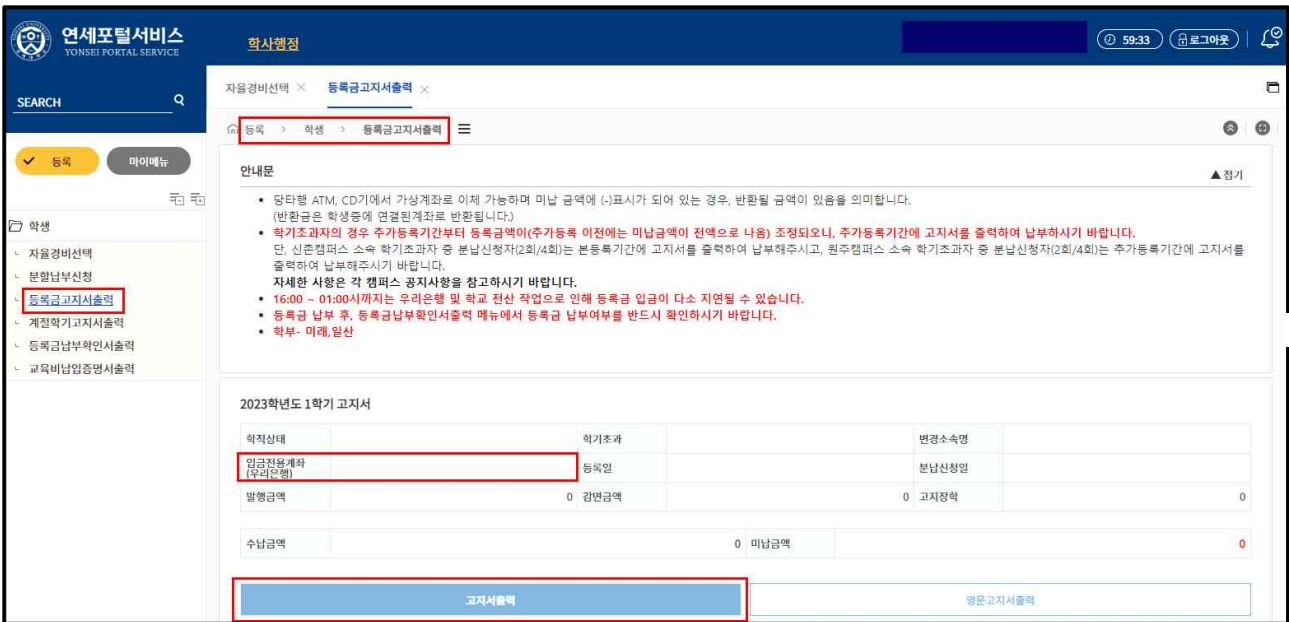 연세포털서비스
YONSEI PORTAL SERVICE
학사행정
59:33
로그아웃
SEARCH
자율경비선택
등록금고지서출력
등록 > 학생 > 등록금고지서출력
등록
마이메뉴
학생
자율경비선택
분할납부신청
등록금고지서출력
계절학기고지서출력
등록금납부확인서출력
교육비납입증명서출력
안내문
▲접기
• 당타행 ATM, CD기에서 가상계좌로 이체 가능하며 미납 금액에 (-)표시가 되어 있는 경우, 반환될 금액이 있음을 의미합니다.
(반환금은 학생증에 연결된계좌로 반환됩니다.)
• 학기초과자의 경우 추가등록기간부터 등록금액이(추가등록 이전에는 미납금액이 전액으로 나옴) 조정되오니, 추가등록기간에 고지서를 출력하여 납부하시기 바랍니다.
단, 신촌캠퍼스 소속 학기초과자 중 분납신청자(2회/4회)는 본등록기간에 고지서를 출력하여 납부해주시고, 원주캠퍼스 소속 학기초과자 중 분납신청자(2회/4회)는 추가등록기간에 고지서를
출력하여 납부해주시기 바랍니다.
자세한 사항은 각 캠퍼스 공지사항을 참고하시기 바랍니다.
• 16:00 ~ 01:00시까지는 우리은행 및 학교 전산 작업으로 인해 등록금 입금이 다소 지연될 수 있습니다.
• 등록금 납부 후, 등록금납부확인서출력 메뉴에서 등록금 납부여부를 반드시 확인하시기 바랍니다.
• 학부- 미래,일산
2023학년도 1학기 고지서
학적상태 학기초과 변경소속명
입금전용계좌
(우리은행)
등록일 분납신청일
발행금액 0 감면금액 0 고지장학 0
수납금액 0 미납금액 0
고지서출력 영문고지서출력